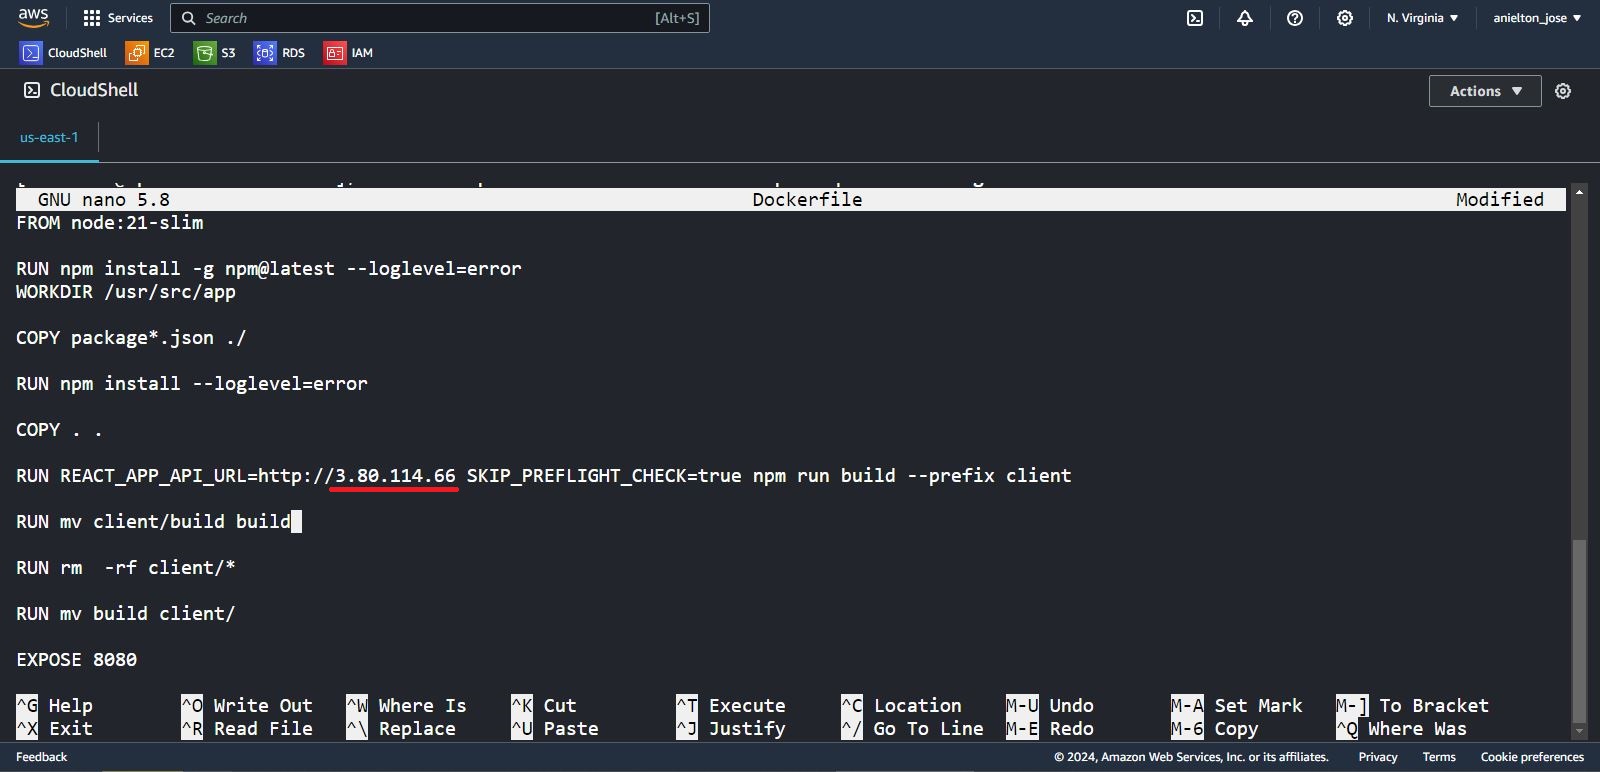 aws
Services
Search
[Alt+S]
N. Virginia
anielton_jose
CloudShell
EC2
S3
RDS
IAM
CloudShell
Actions
us-east-1
GNU nano 5.8 Dockerfile Modified
FROM node:21-slim
RUN npm install -g npm@latest --loglevel=error
WORKDIR /usr/src/app
COPY package*.json ./
RUN npm install --loglevel=error
COPY . .
RUN REACT_APP_API_URL=http://3.80.114.66 SKIP_PREFLIGHT_CHECK=true npm run build --prefix client
RUN mv client/build build
RUN rm  -rf client/*
RUN mv build client/
EXPOSE 8080
^G Help ^O Write Out ^W Where Is ^K Cut ^T Execute ^C Location M-U Undo M-A Set Mark M-] To Bracket
^X Exit ^R Read File ^\ Replace ^U Paste ^J Justify ^/ Go To Line M-E Redo M-6 Copy ^Q Where Was
Feedback
© 2024, Amazon Web Services, Inc. or its affiliates.
Privacy
Terms
Cookie preferences